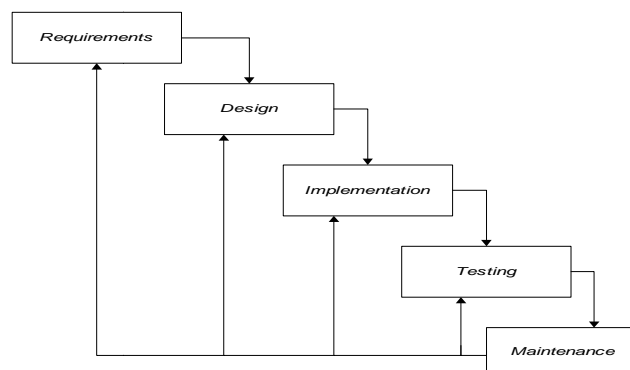 Requirements
Design
Implementation
Testing
Maintenance